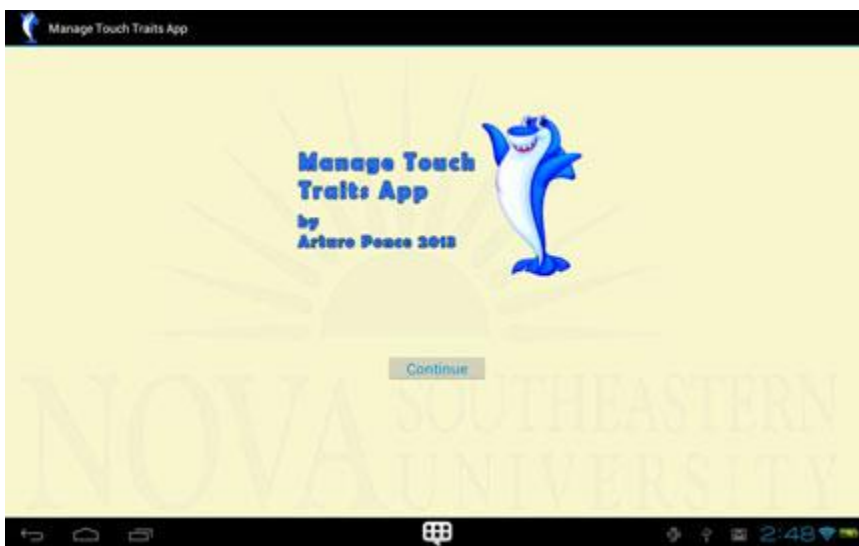 Manage Touch Traits App
Manage Touch
Traits App
by
Arturo Ponce 2013
Continue
NOVA SOUTHEASTERN
UNIVERSITY
2:48